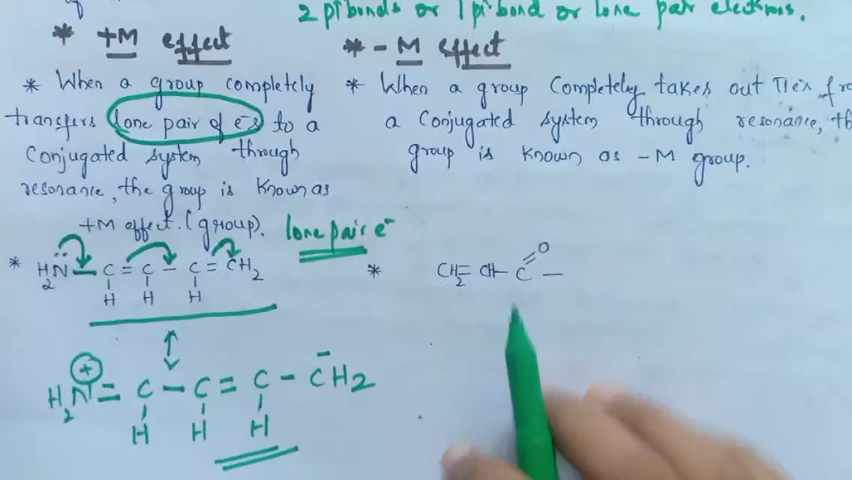 2 pi bonds or 1 pi bond or lone pair electrons.
* +M effect
* When a group completely
transfers lone pair of e-s to a
Conjugated system through
resonance, the group is known as
+M effect. (group). lone pair e-
* H2N̈ - C = C - C = CH2
H H H
H2N⊕ = C - C = C - C̄H2
H H H
* - M effect
* When a group Completely takes out πe-s
a Conjugated system through resonance,
group is known as -M group.
* CH2 = CH - C -
O